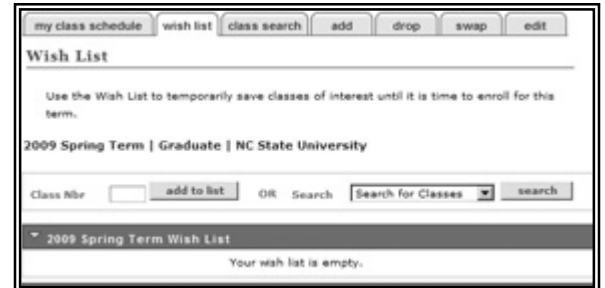 my class schedule wish list class search add drop swap edit
Wish List
Use the Wish List to temporarily save classes of interest until it is time to enroll for this
term.
2009 Spring Term | Graduate | NC State University
Class Nbr add to list OR Search Search for Classes search
2009 Spring Term Wish List
Your wish list is empty.